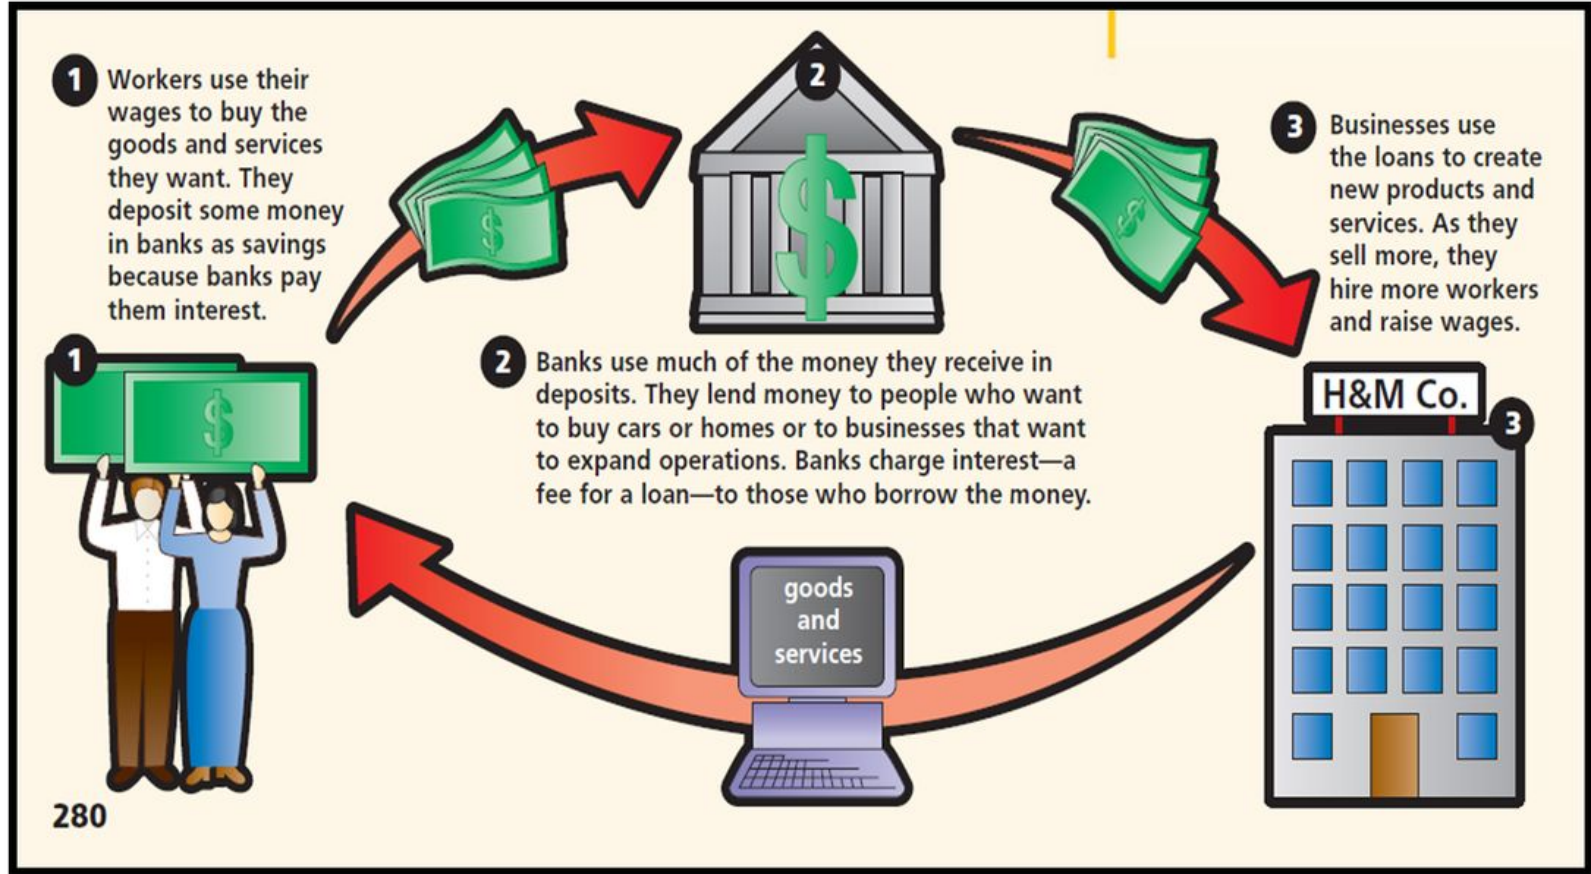 1
Workers use their
wages to buy the
goods and services
they want. They
deposit some money
in banks as savings
because banks pay
them interest.
2
$
$
$
3
Businesses use
the loans to create
new products and
services. As they
sell more, they
hire more workers
and raise wages.
1
$
2
Banks use much of the money they receive in
deposits. They lend money to people who want
to buy cars or homes or to businesses that want
to expand operations. Banks charge interest—a
fee for a loan—to those who borrow the money.
H&M Co.
3
goods
and
services
280